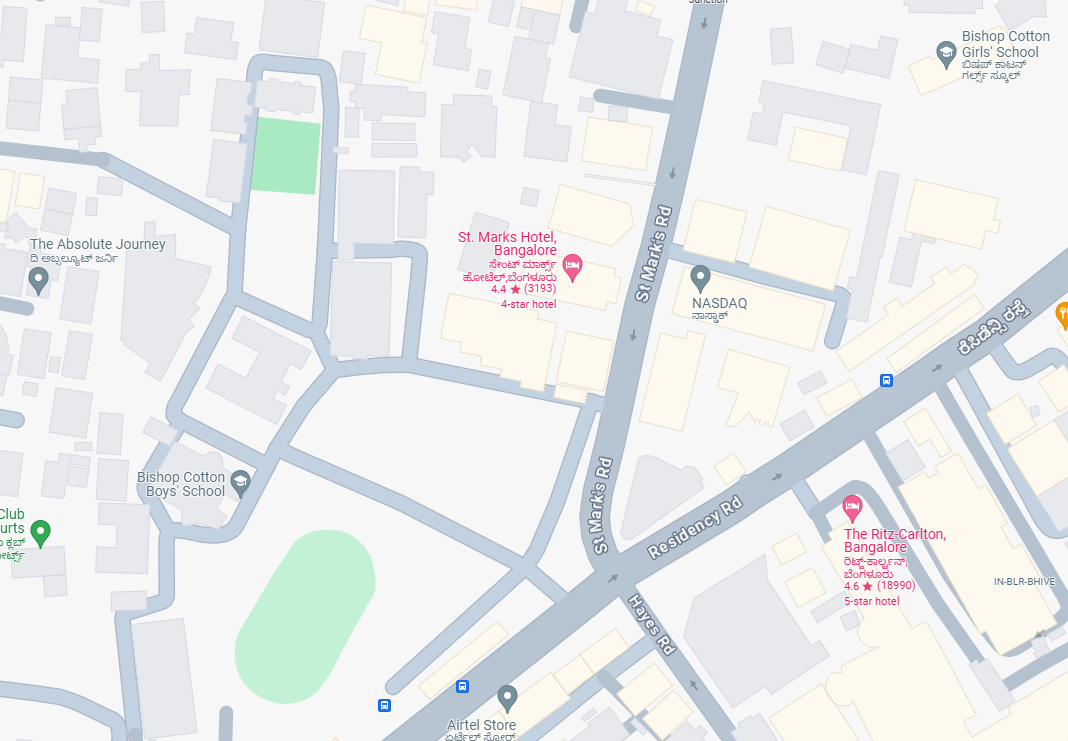 Junction
Bishop Cotton
Girls' School
ಬಿಷಪ್ ಕಾಟನ್
ಗರ್ಲ್ಸ್ ಸ್ಕೂಲ್
The Absolute Journey
ದಿ ಅಬ್ಸಲ್ಯೂಟ್ ಜರ್ನಿ
St. Marks Hotel,
Bangalore
ಸೇಂಟ್ ಮಾರ್ಕ್ಸ್
ಹೋಟೆಲ್,ಬೆಂಗಳೂರು
4.4 ★ (3193)
4-star hotel
St Mark's Rd
NASDAQ
ನಾಸ್ಡಾಕ್
ರೆಸಿಡೆನ್ಸಿ ರಸ್ತೆ
Bishop Cotton
Boys' School
St Mark's Rd
Residency Rd
Club
urts
ಕ್ಲಬ್
The Ritz-Carlton,
Bangalore
ರಿಟ್ಜ್-ಕಾರ್ಲ್ಟನ್,
ಬೆಂಗಳೂರು
4.6 ★ (18990)
5-star hotel
IN-BLR-BHIVE
Hayes Rd
Airtel Store
ಏರ್ಟೆಲ್ ಸ್ಟೋರ್